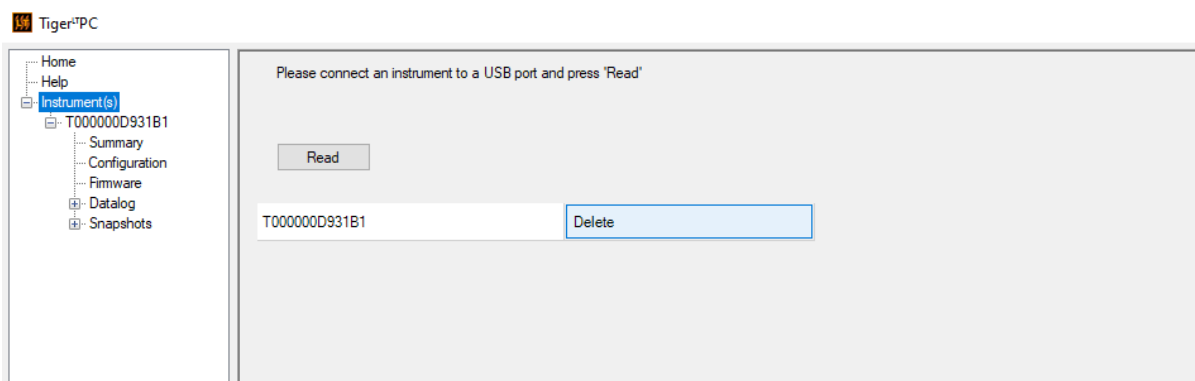 TigerᴸᵀPC
Home
Help
Instrument(s)
T000000D931B1
Summary
Configuration
Firmware
Datalog
Snapshots
Please connect an instrument to a USB port and press 'Read'
Read
T000000D931B1 Delete